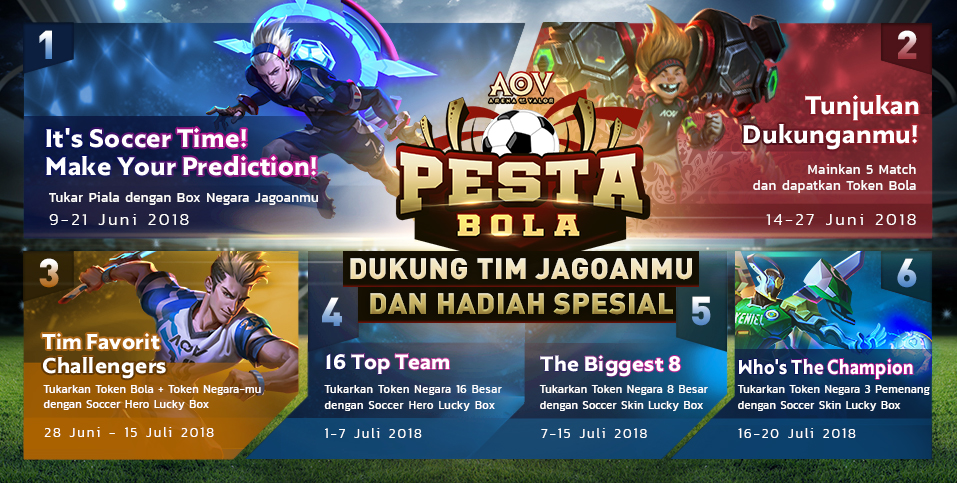 1
It's Soccer Time!
Make Your Prediction!
Tukar Piala dengan Box Negara Jagoanmu
9-21 Juni 2018
AOV
ARENA OF VALOR
PESTA
BOLA
DUKUNG TIM JAGOANMU
DAN HADIAH SPESIAL
2
AOV
Tunjukan
Dukunganmu!
Mainkan 5 Match
dan dapatkan Token Bola
14-27 Juni 2018
3
AOV
Tim Favorit
Challengers
Tukarkan Token Bola + Token Negara-mu
dengan Soccer Hero Lucky Box
28 Juni - 15 Juli 2018
4
16 Top Team
Tukarkan Token Negara 16 Besar
dengan Soccer Hero Lucky Box
1-7 Juli 2018
5
The Biggest 8
Tukarkan Token Negara 8 Besar
dengan Soccer Skin Lucky Box
7-15 Juli 2018
6
YENIEL
Who's The Champion
Tukarkan Token Negara 3 Pemenang
dengan Soccer Skin Lucky Box
16-20 Juli 2018